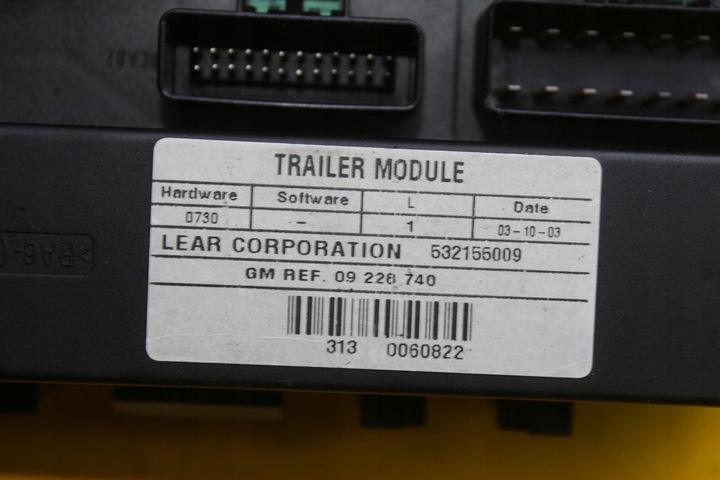 TRAILER MODULE
Hardware Software L Date
0730 – 1 03-10-03
LEAR CORPORATION 532155009
GM REF. 09 228 740
313 0060822
>PA6-